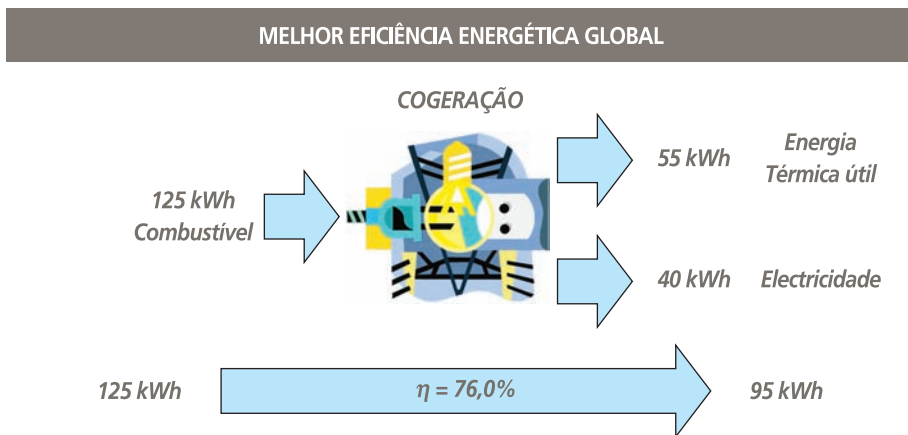 MELHOR EFICIÊNCIA ENERGÉTICA GLOBAL
COGERAÇÃO
125 kWh
Combustível
55 kWh
Energia
Térmica útil
40 kWh
Electricidade
125 kWh
η = 76,0%
95 kWh